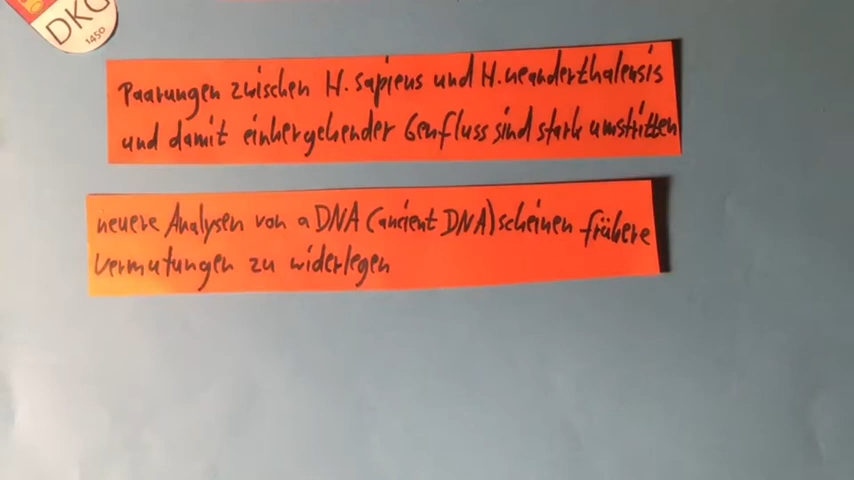 DKG
1450
Paarungen zwischen H. sapiens und H. neanderthalensis
und damit einhergehender Genfluss sind stark umstritten
neuere Analysen von aDNA (ancient DNA) scheinen frühere
Vermutungen zu widerlegen